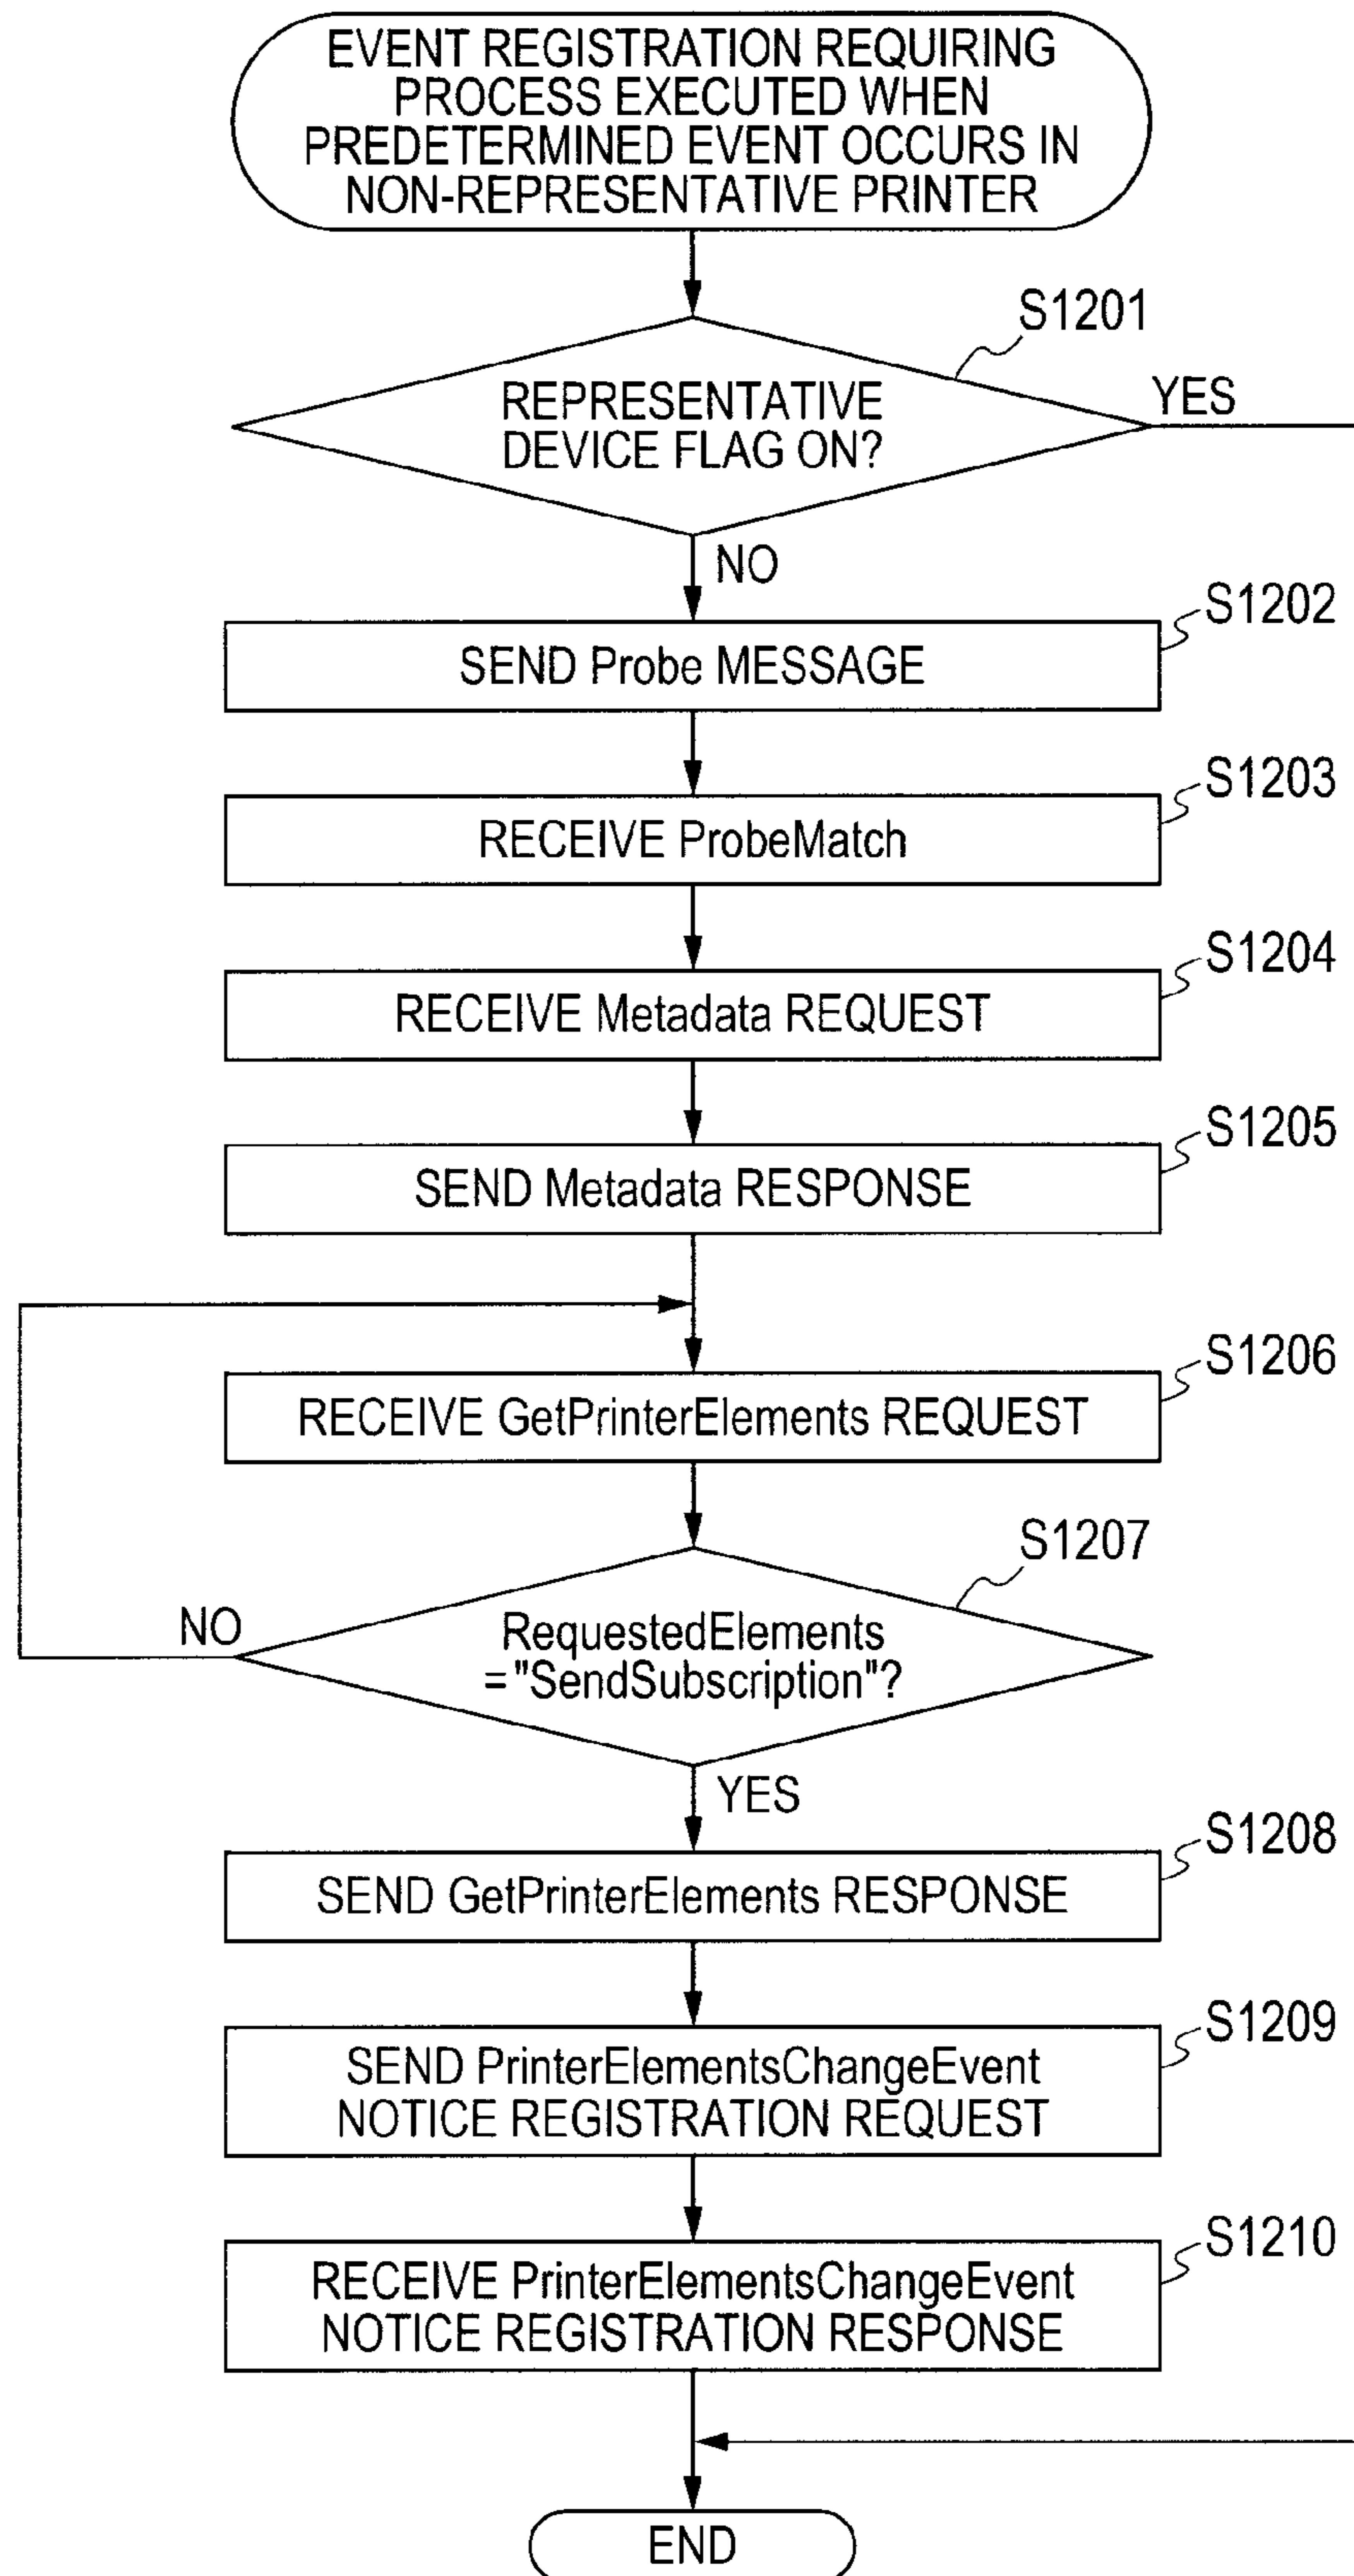 EVENT REGISTRATION REQUIRING
PROCESS EXECUTED WHEN
PREDETERMINED EVENT OCCURS IN
NON-REPRESENTATIVE PRINTER
S1201
REPRESENTATIVE
DEVICE FLAG ON?
YES
NO
S1202
SEND Probe MESSAGE
S1203
RECEIVE ProbeMatch
S1204
RECEIVE Metadata REQUEST
S1205
SEND Metadata RESPONSE
S1206
RECEIVE GetPrinterElements REQUEST
S1207
NO
RequestedElements
="SendSubscription"?
YES
S1208
SEND GetPrinterElements RESPONSE
S1209
SEND PrinterElementsChangeEvent
NOTICE REGISTRATION REQUEST
S1210
RECEIVE PrinterElementsChangeEvent
NOTICE REGISTRATION RESPONSE
END